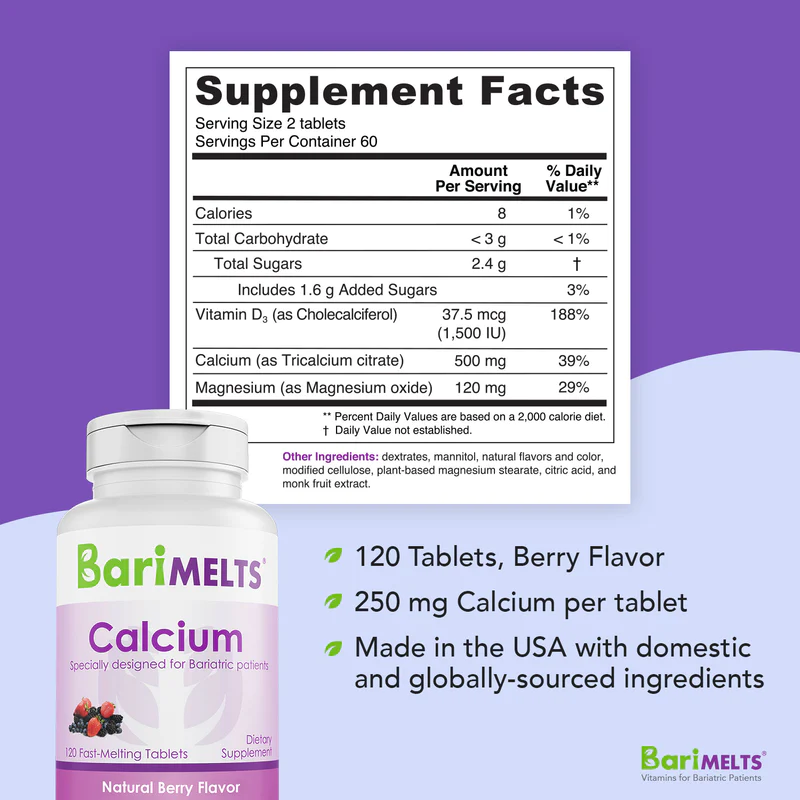 Supplement Facts
Serving Size 2 tablets
Servings Per Container 60
Amount Per Serving % Daily Value**
Calories 8 1%
Total Carbohydrate < 3 g < 1%
Total Sugars 2.4 g †
Includes 1.6 g Added Sugars 3%
Vitamin D₃ (as Cholecalciferol) 37.5 mcg 188%
(1,500 IU)
Calcium (as Tricalcium citrate) 500 mg 39%
Magnesium (as Magnesium oxide) 120 mg 29%
** Percent Daily Values are based on a 2,000 calorie diet.
† Daily Value not established.
Other Ingredients: dextrates, mannitol, natural flavors and color,
modified cellulose, plant-based magnesium stearate, citric acid, and
monk fruit extract.
BariMELTS®
Calcium
Specially designed for Bariatric patients
120 Fast-Melting Tablets
Dietary
Supplement
Natural Berry Flavor
120 Tablets, Berry Flavor
250 mg Calcium per tablet
Made in the USA with domestic
and globally-sourced ingredients
BariMELTS®
Vitamins for Bariatric Patients